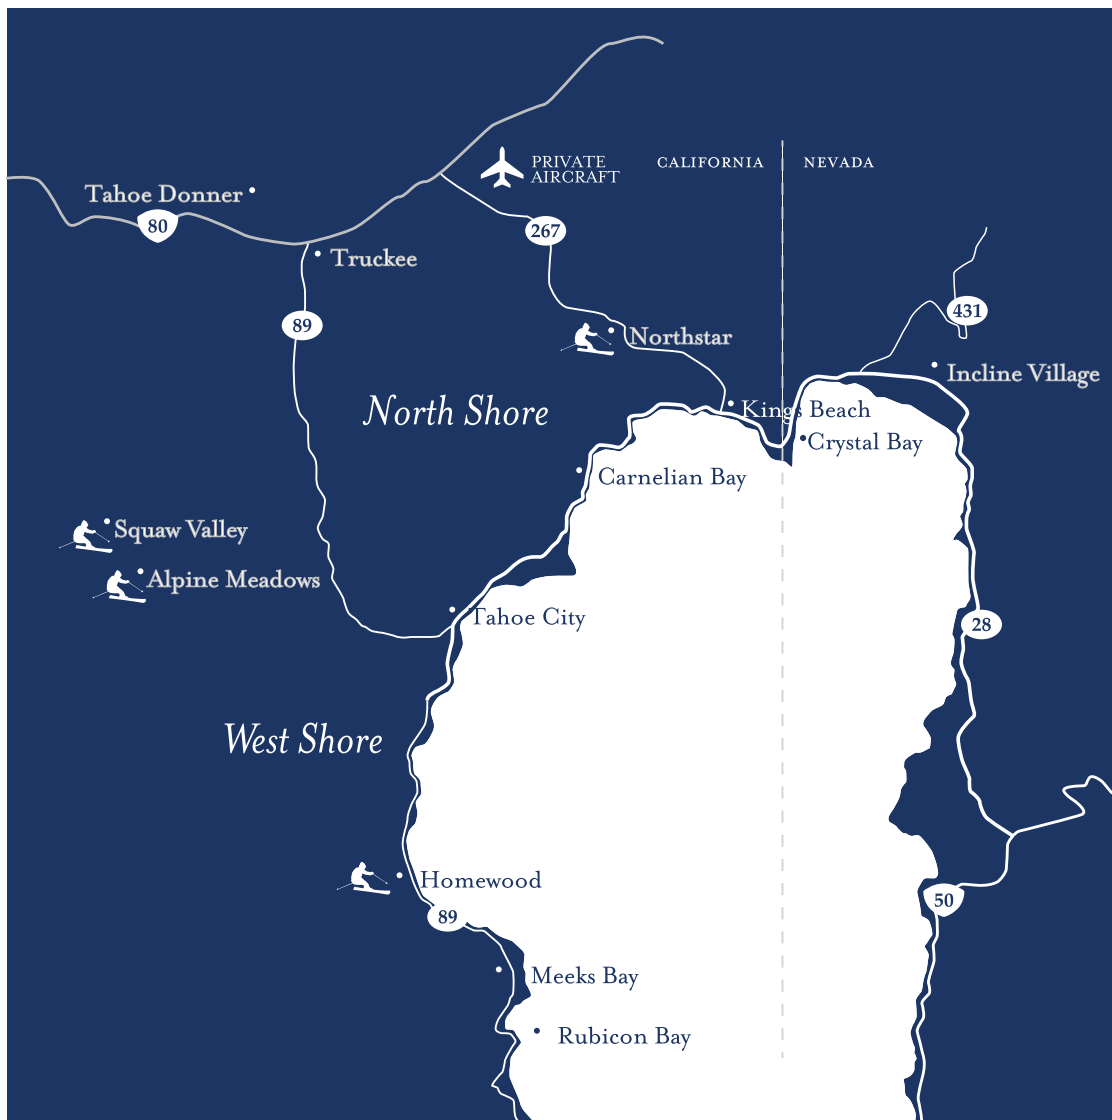 PRIVATE
AIRCRAFT
CALIFORNIA
NEVADA
Tahoe Donner
80
267
Truckee
431
89
Northstar
Incline Village
North Shore
Kings Beach
Crystal Bay
Carnelian Bay
Squaw Valley
Alpine Meadows
Tahoe City
28
West Shore
Homewood
50
89
Meeks Bay
Rubicon Bay